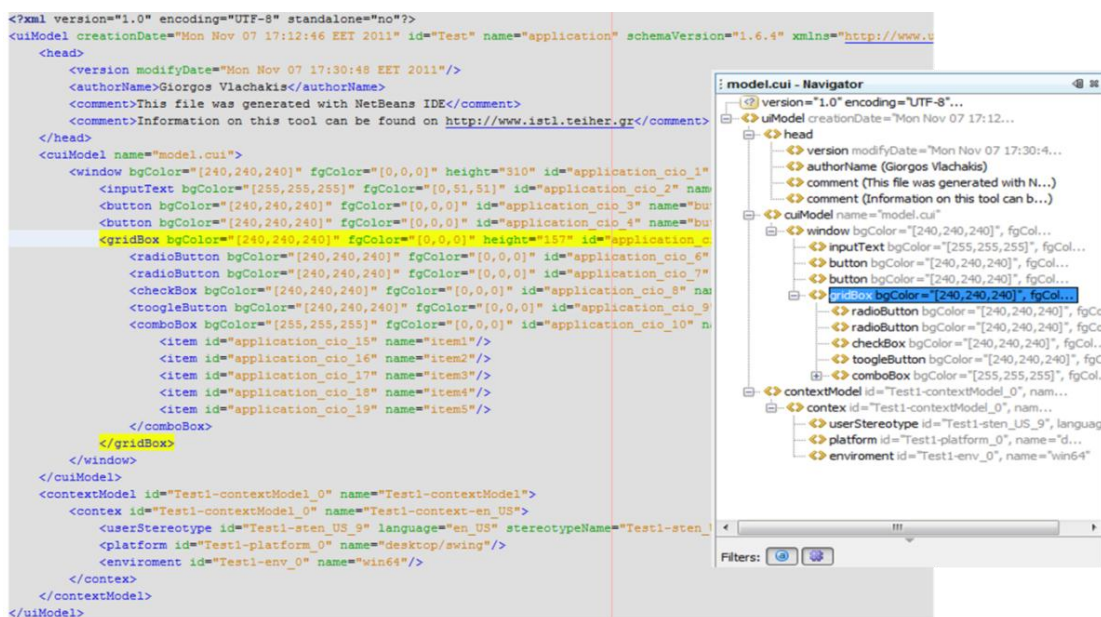 <?xml version="1.0" encoding="UTF-8" standalone="no"?>
<uiModel creationDate="Mon Nov 07 17:12:46 EET 2011" id="Test" name="application" schemaVersion="1.6.4" xmlns="http://www.u
<head>
<version modifyDate="Mon Nov 07 17:30:48 EET 2011"/>
<authorName>Giorgos Vlachakis</authorName>
<comment>This file was generated with NetBeans IDE</comment>
<comment>Information on this tool can be found on http://www.istl.teiher.gr</comment>
</head>
<cuiModel name="model.cui">
<window bgColor="[240,240,240]" fgColor="[0,0,0]" height="310" id="application_cio_1"
<inputText bgColor="[255,255,255]" fgColor="[0,51,51]" id="application_cio_2" name
<button bgColor="[240,240,240]" fgColor="[0,0,0]" id="application_cio_3" name="bu
<button bgColor="[240,240,240]" fgColor="[0,0,0]" id="application_cio_4" name="bu
<gridBox bgColor="[240,240,240]" fgColor="[0,0,0]" height="157" id="application_c
<radioButton bgColor="[240,240,240]" fgColor="[0,0,0]" id="application_cio_6"
<radioButton bgColor="[240,240,240]" fgColor="[0,0,0]" id="application_cio_7"
<checkBox bgColor="[240,240,240]" fgColor="[0,0,0]" id="application_cio_8" na
<toogleButton bgColor="[240,240,240]" fgColor="[0,0,0]" id="application_cio_9"
<comboBox bgColor="[255,255,255]" fgColor="[0,0,0]" id="application_cio_10" n
<item id="application_cio_15" name="item1"/>
<item id="application_cio_16" name="item2"/>
<item id="application_cio_17" name="item3"/>
<item id="application_cio_18" name="item4"/>
<item id="application_cio_19" name="item5"/>
</comboBox>
</gridBox>
</window>
</cuiModel>
<contextModel id="Test1-contextModel_0" name="Test1-contextModel">
<contex id="Test1-context-en_US_0" name="Test1-context-en_US">
<userStereotype id="Test1-sten_US_9" language="en_US" stereotypeName="Test1-sten_
<platform id="Test1-platform_0" name="desktop/swing"/>
<enviroment id="Test1-env_0" name="win64"/>
</contex>
</contextModel>
</uiModel>
model.cui - Navigator
version="1.0" encoding="UTF-8"...
uiModel creationDate="Mon Nov 07 17:12...
head
version modifyDate="Mon Nov 07 17:30:4...
authorName (Giorgos Vlachakis)
comment (This file was generated with N...)
comment (Information on this tool can b...)
cuiModel name="model.cui"
window bgColor="[240,240,240]", fgCol...
inputText bgColor="[255,255,255]", fgCol...
button bgColor="[240,240,240]", fgCol...
button bgColor="[240,240,240]", fgCol...
gridBox bgColor="[240,240,240]", fgCol...
radioButton bgColor="[240,240,240]", fgCo
radioButton bgColor="[240,240,240]", fgCo
checkBox bgColor="[240,240,240]", fgCol..
toogleButton bgColor="[240,240,240]", fgC
comboBox bgColor="[255,255,255]", fgCol.
contextModel id="Test1-contextModel_0", nam...
contex id="Test1-contextModel_0", nam...
userStereotype id="Test1-sten_US_9", languag
platform id="Test1-platform_0", name="d...
enviroment id="Test1-env_0", name="win64"
Filters: